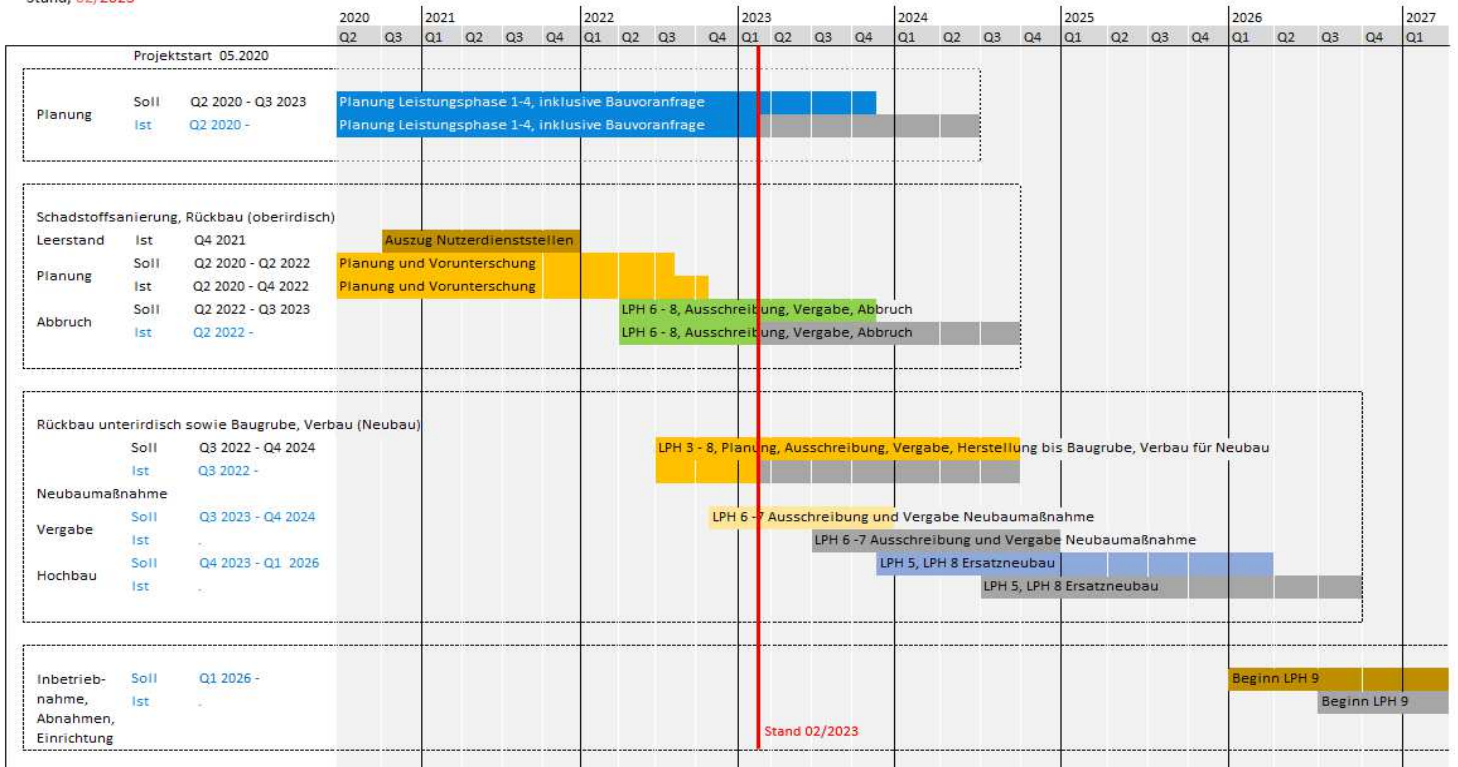 Stand, 02/2023
2020 2021 2022 2023 2024 2025 2026 2027
Q2 Q3 Q1 Q2 Q3 Q4 Q1 Q2 Q3 Q4 Q1 Q2 Q3 Q4 Q1 Q2 Q3 Q4 Q1 Q2 Q3 Q4 Q1 Q2 Q3 Q4 Q1
Projektstart 05.2020
Planung
Soll Q2 2020 - Q3 2023 Planung Leistungsphase 1-4, inklusive Bauvoranfrage
Ist Q2 2020 - Planung Leistungsphase 1-4, inklusive Bauvoranfrage
Schadstoffsanierung, Rückbau (oberirdisch)
Leerstand Ist Q4 2021 Auszug Nutzerdienststellen
Planung
Soll Q2 2020 - Q2 2022 Planung und Vorunterschung
Ist Q2 2020 - Q4 2022 Planung und Vorunterschung
Abbruch
Soll Q2 2022 - Q3 2023 LPH 6 - 8, Ausschreibung, Vergabe, Abbruch
Ist Q2 2022 - LPH 6 - 8, Ausschreibung, Vergabe, Abbruch
Rückbau unterirdisch sowie Baugrube, Verbau (Neubau)
Soll Q3 2022 - Q4 2024 LPH 3 - 8, Planung, Ausschreibung, Vergabe, Herstellung bis Baugrube, Verbau für Neubau
Ist Q3 2022 -
Neubaumaßnahme
Vergabe
Soll Q3 2023 - Q4 2024 LPH 6 -7 Ausschreibung und Vergabe Neubaumaßnahme
Ist . LPH 6 -7 Ausschreibung und Vergabe Neubaumaßnahme
Hochbau
Soll Q4 2023 - Q1 2026 LPH 5, LPH 8 Ersatzneubau
Ist . LPH 5, LPH 8 Ersatzneubau
Inbetrieb-
nahme,
Abnahmen,
Einrichtung
Soll Q1 2026 - Beginn LPH 9
Ist . Beginn LPH 9
Stand 02/2023